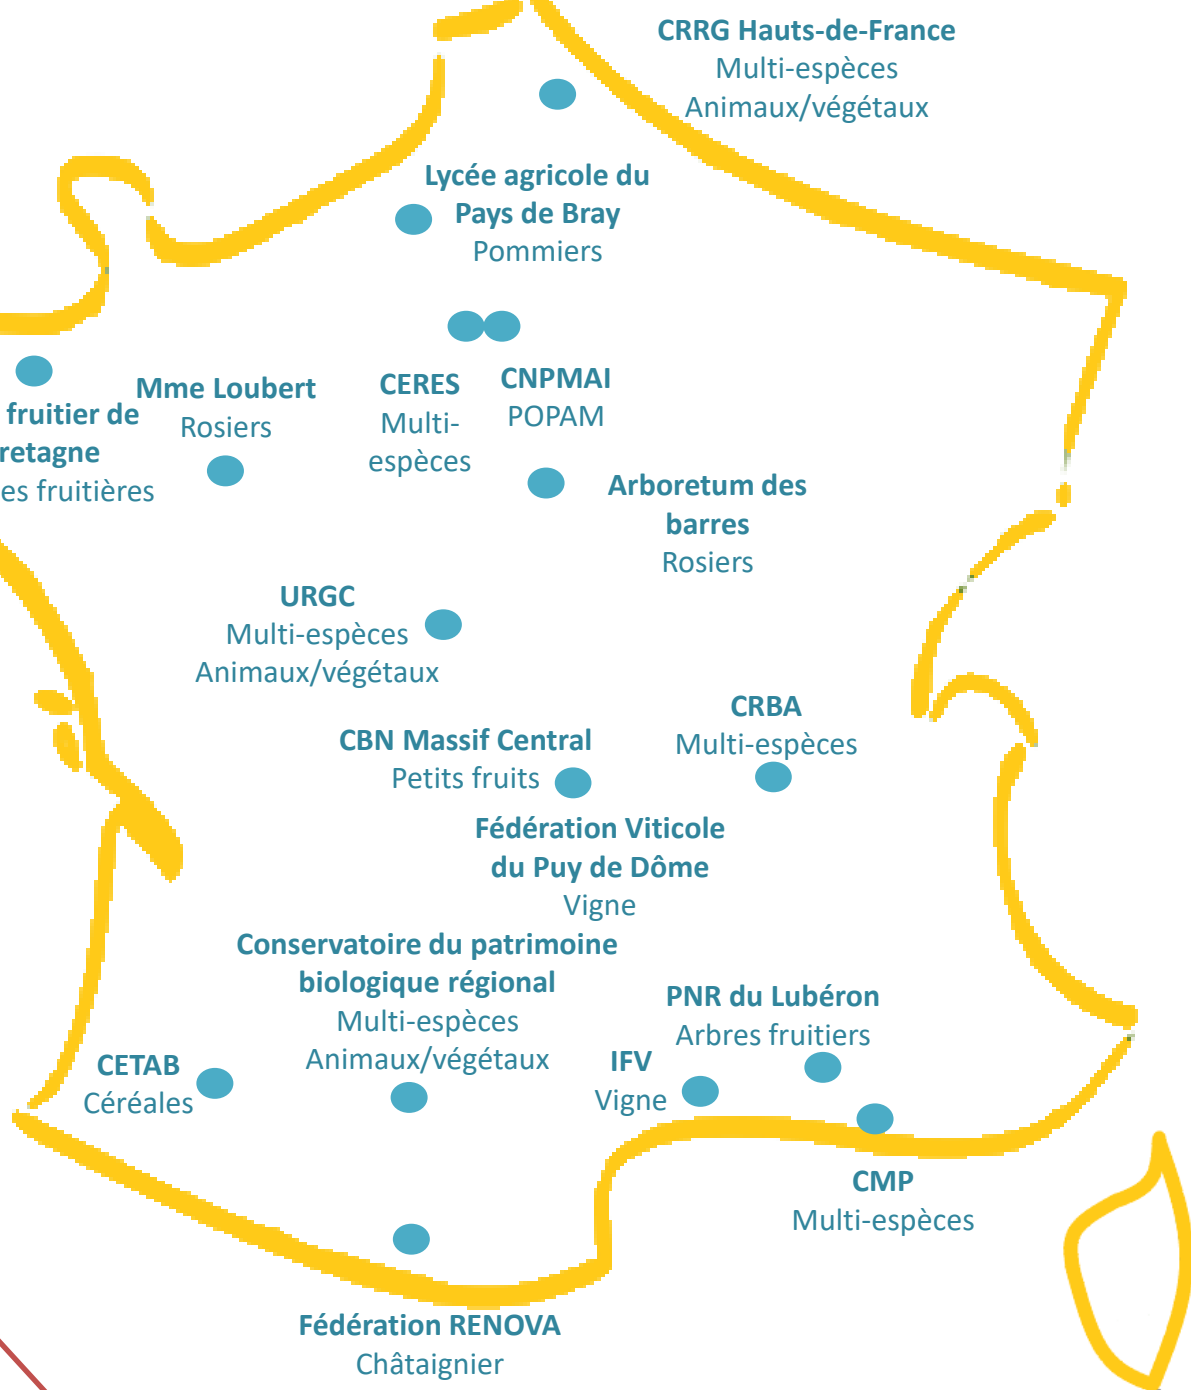 CRRG Hauts-de-France
Multi-espèces
Animaux/végétaux
Lycée agricole du
Pays de Bray
Pommiers
Mme Loubert
Rosiers
CERES
Multi-
espèces
CNPMAI
POPAM
fruitier de
retagne
es fruitières
Arboretum des
barres
Rosiers
URGC
Multi-espèces
Animaux/végétaux
CRBA
Multi-espèces
CBN Massif Central
Petits fruits
Fédération Viticole
du Puy de Dôme
Vigne
Conservatoire du patrimoine
biologique régional
Multi-espèces
Animaux/végétaux
PNR du Lubéron
Arbres fruitiers
CETAB
Céréales
IFV
Vigne
CMP
Multi-espèces
Fédération RENOVA
Châtaignier